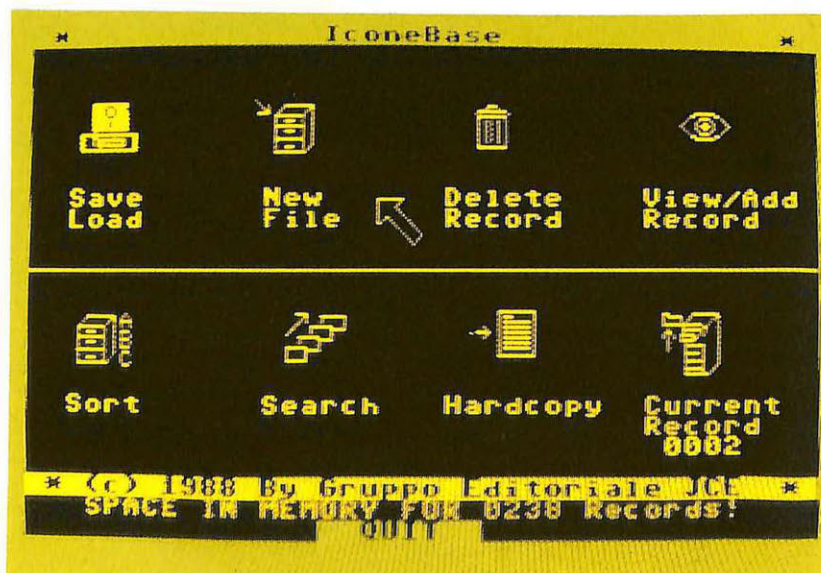 * IconeBase *
Save New Delete View/Add
Load File Record Record
Sort Search Hardcopy Current
Record
0002
* (c) 1988 By Gruppo Editoriale JCE *
SPACE IN MEMORY FOR 0238 Records!
QUIT